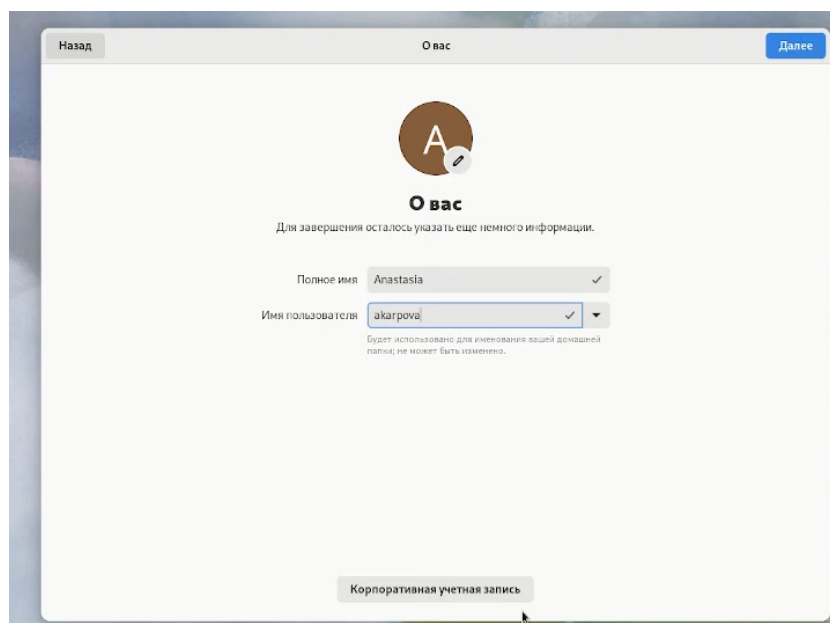 Назад
О вас
Далее
A
О вас
Для завершения осталось указать еще немного информации.
Полное имя
Anastasia
Имя пользователя
akarpova
Будет использовано для именования вашей домашней
папки; не может быть изменено.
Корпоративная учетная запись